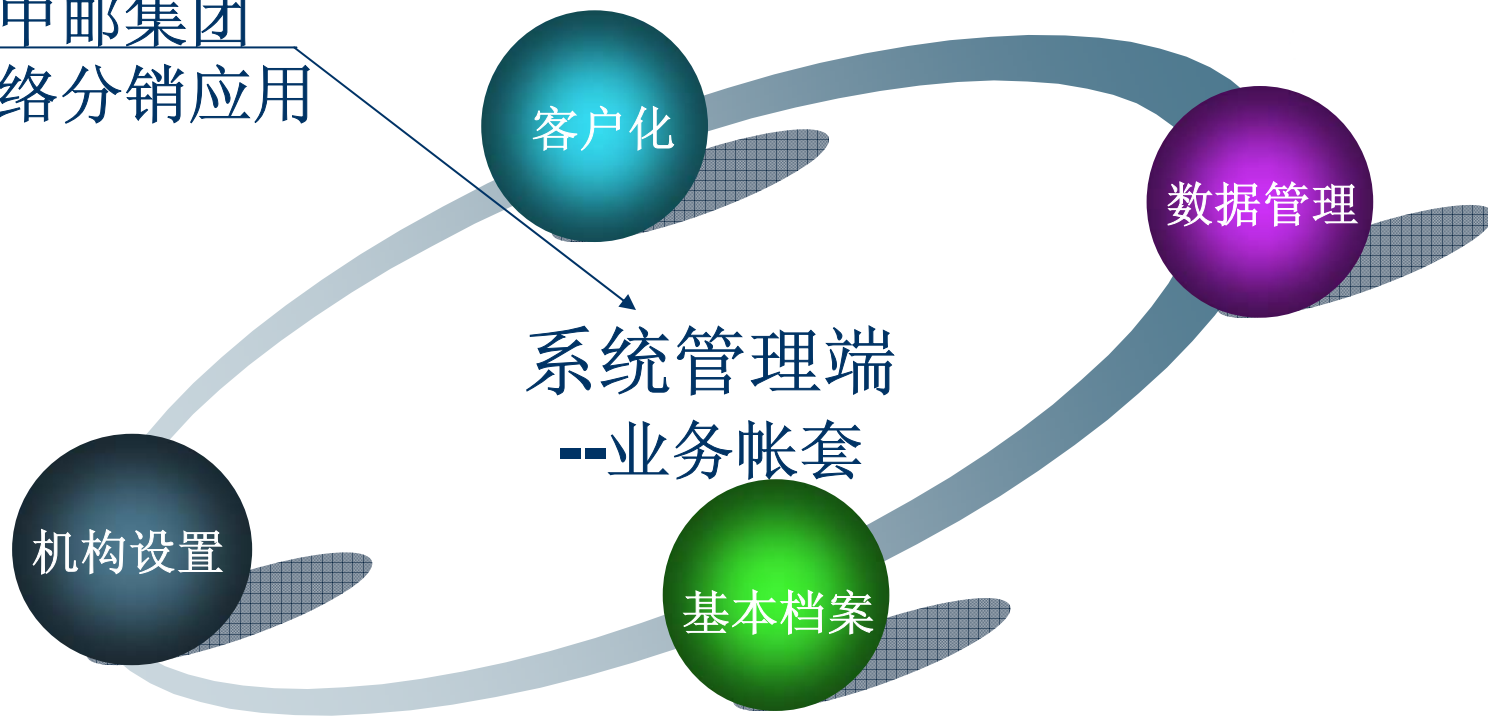 中邮集团
络分销应用
客户化
数据管理
系统管理端
--业务帐套
机构设置
基本档案